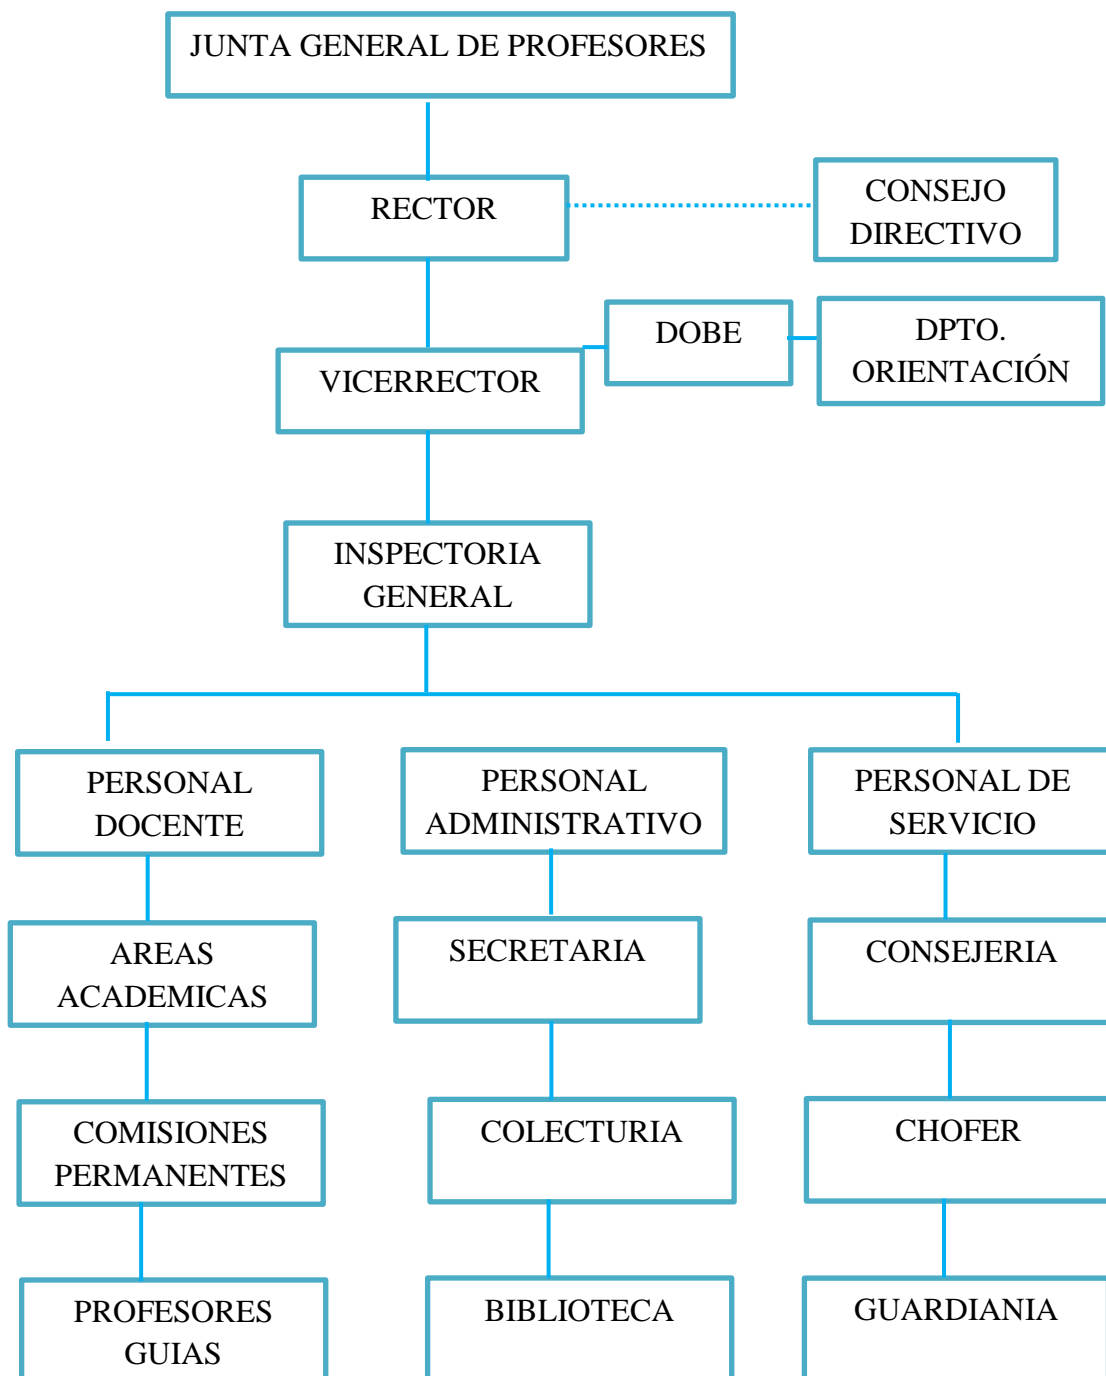 JUNTA GENERAL DE PROFESORES
RECTOR
CONSEJO
DIRECTIVO
DOBE
DPTO.
ORIENTACIÓN
VICERRECTOR
INSPECTORIA
GENERAL
PERSONAL
DOCENTE
PERSONAL
ADMINISTRATIVO
PERSONAL DE
SERVICIO
AREAS
ACADEMICAS
SECRETARIA
CONSEJERIA
COMISIONES
PERMANENTES
COLECTURIA
CHOFER
PROFESORES
GUIAS
BIBLIOTECA
GUARDIANIA